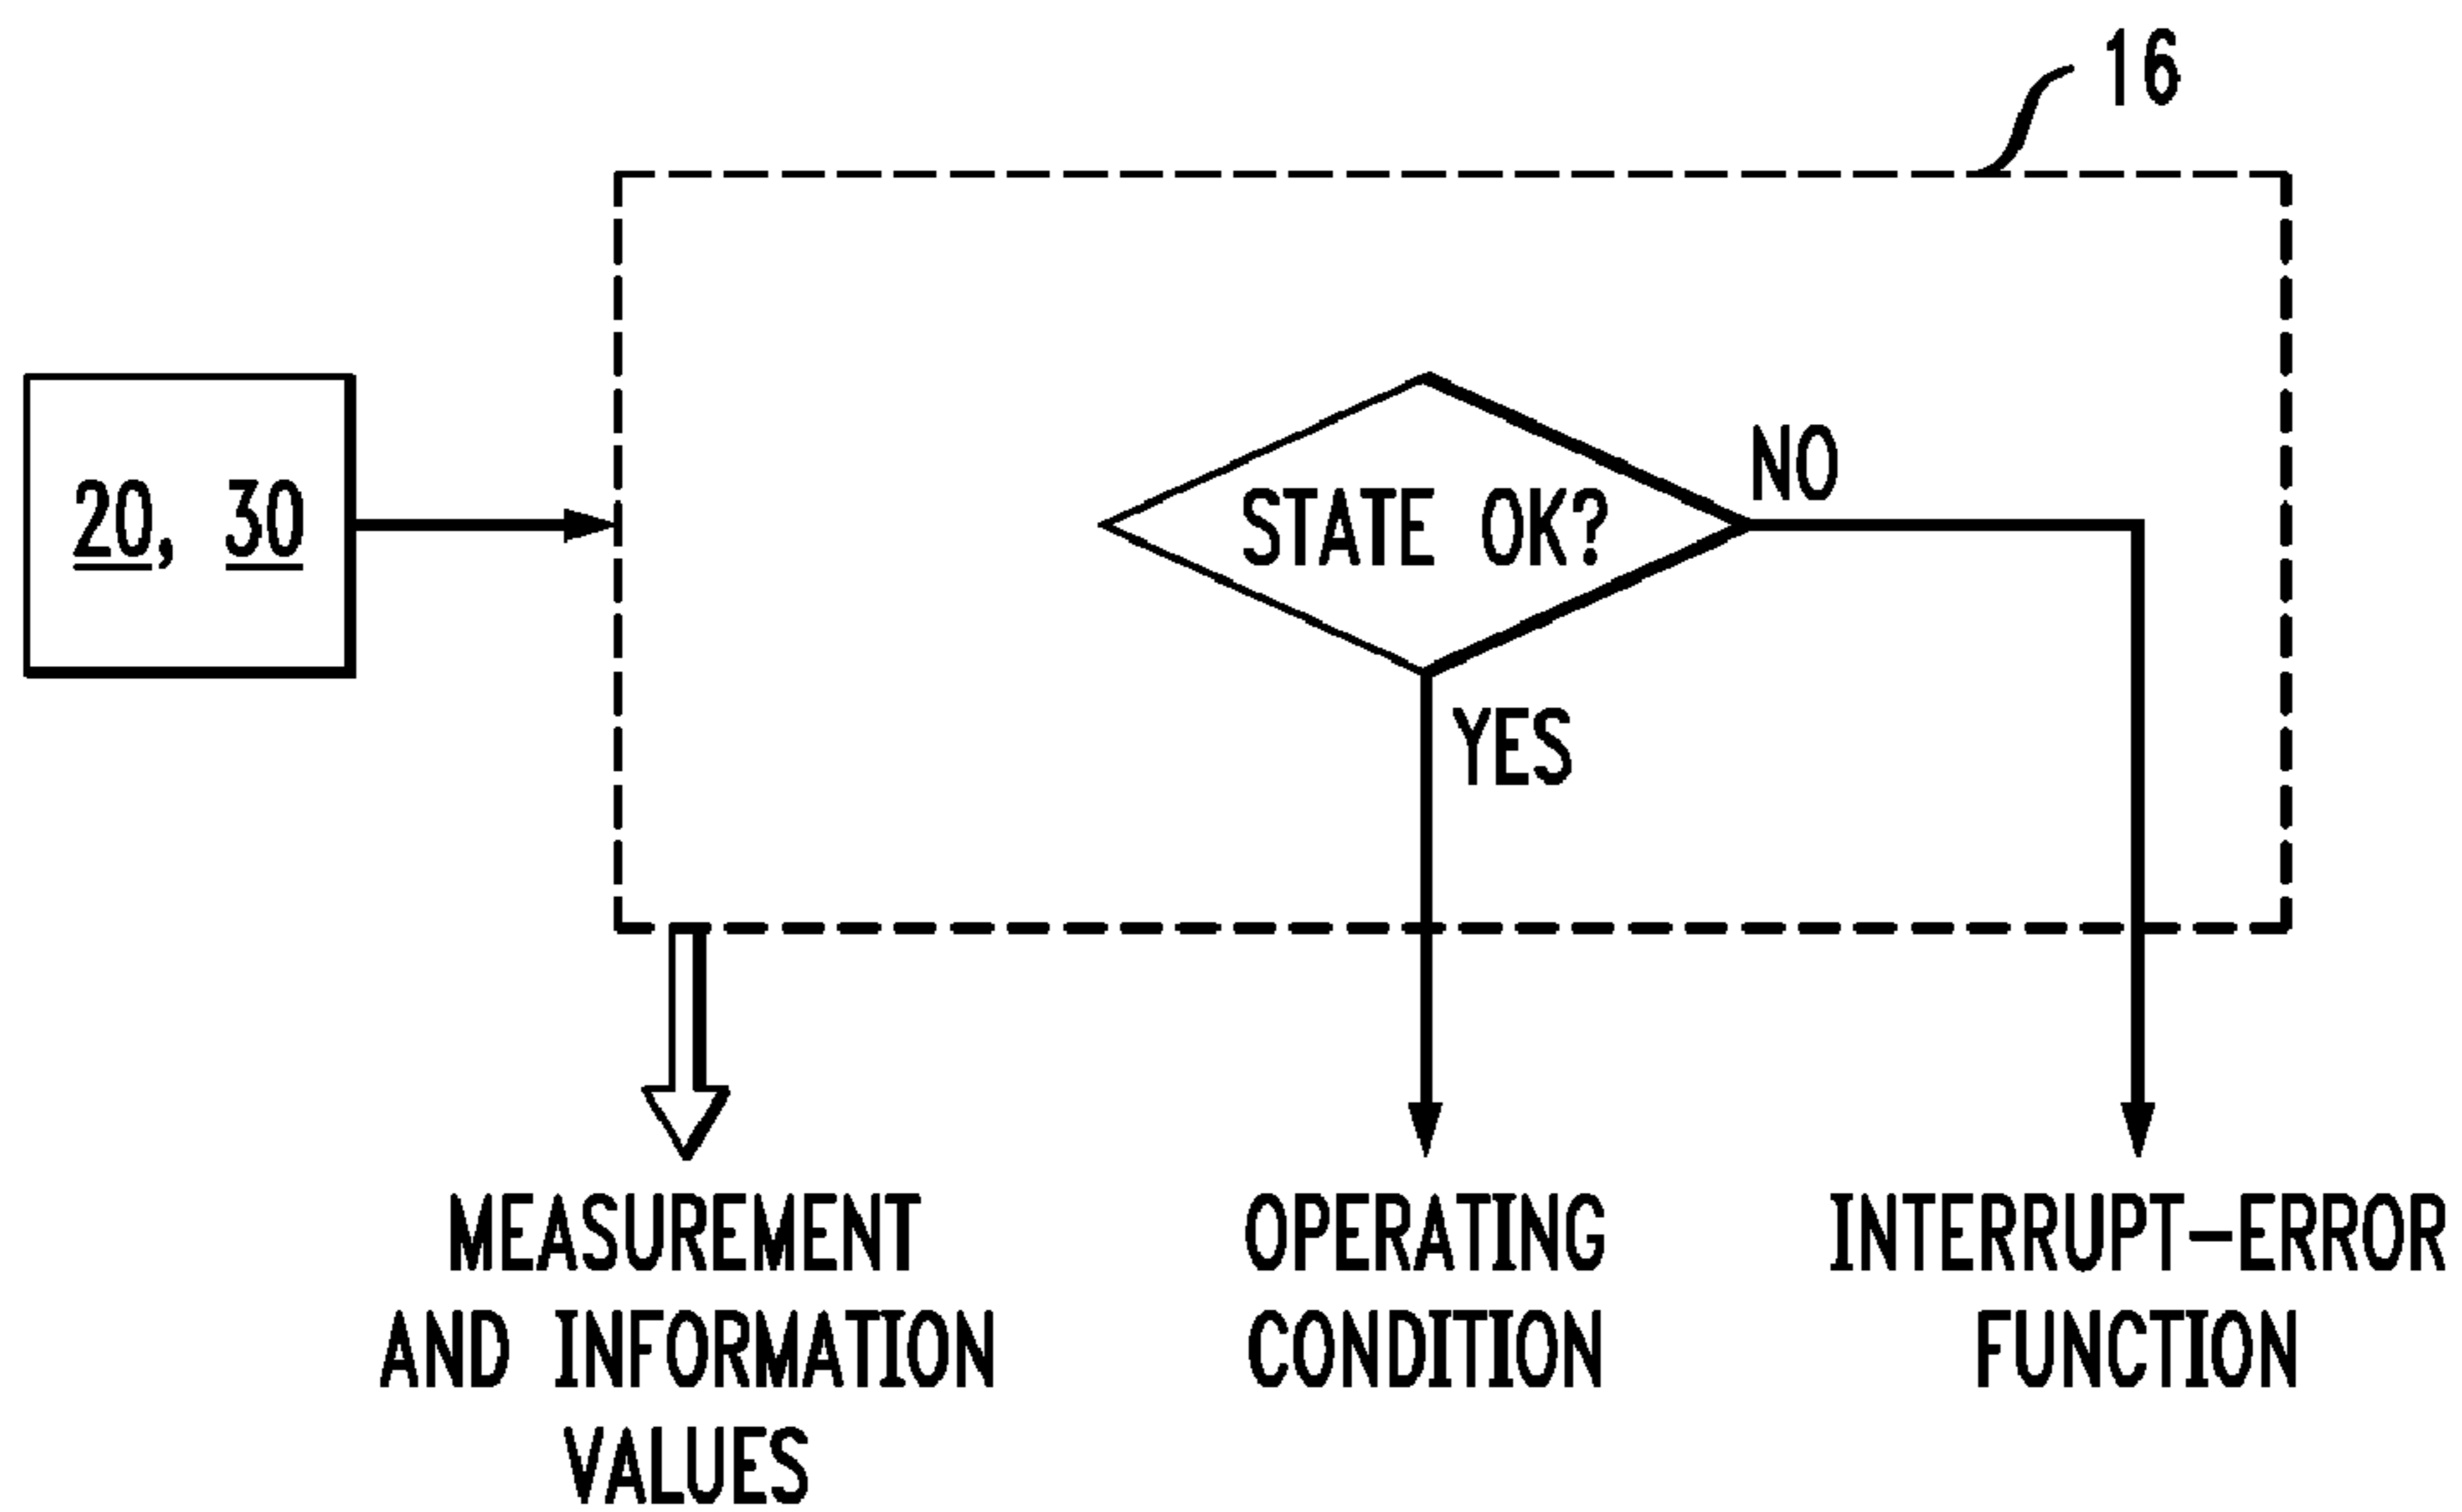 16
20, 30
STATE OK?
NO
YES
MEASUREMENT
AND INFORMATION
VALUES
OPERATING
CONDITION
INTERRUPT-ERROR
FUNCTION